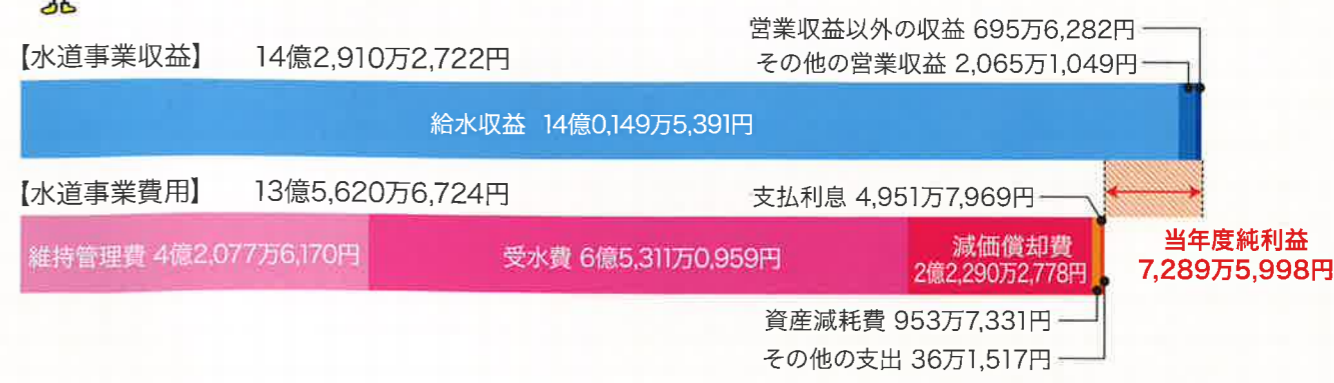 営業収益以外の収益 695万6,282円
【水道事業収益】 14億2,910万2,722円
その他の営業収益 2,065万1,049円
給水収益 14億0,149万5,391円
【水道事業費用】 13億5,620万6,724円
支払利息 4,951万7,969円
維持管理費 4億2,077万6,170円
受水費 6億5,311万0,959円
減価償却費
2億2,290万2,778円
当年度純利益
7,289万5,998円
資産減耗費 953万7,331円
その他の支出 36万1,517円